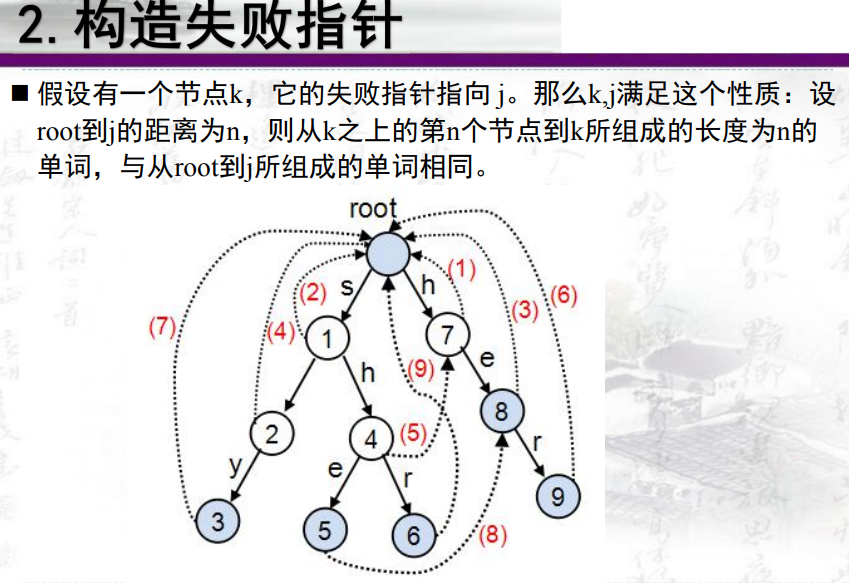 2.构造失败指针
■ 假设有一个节点k，它的失败指针指向j。那么k,j满足这个性质：设
root到j的距离为n，则从k之上的第n个节点到k所组成的长度为n的
单词，与从root到j所组成的单词相同。
root
(1)
(2) s h (6)
(3)
(7) (4) 1 7
h (9) e
2 4 (5) 8
y e r r
3 5 6 9
(8)